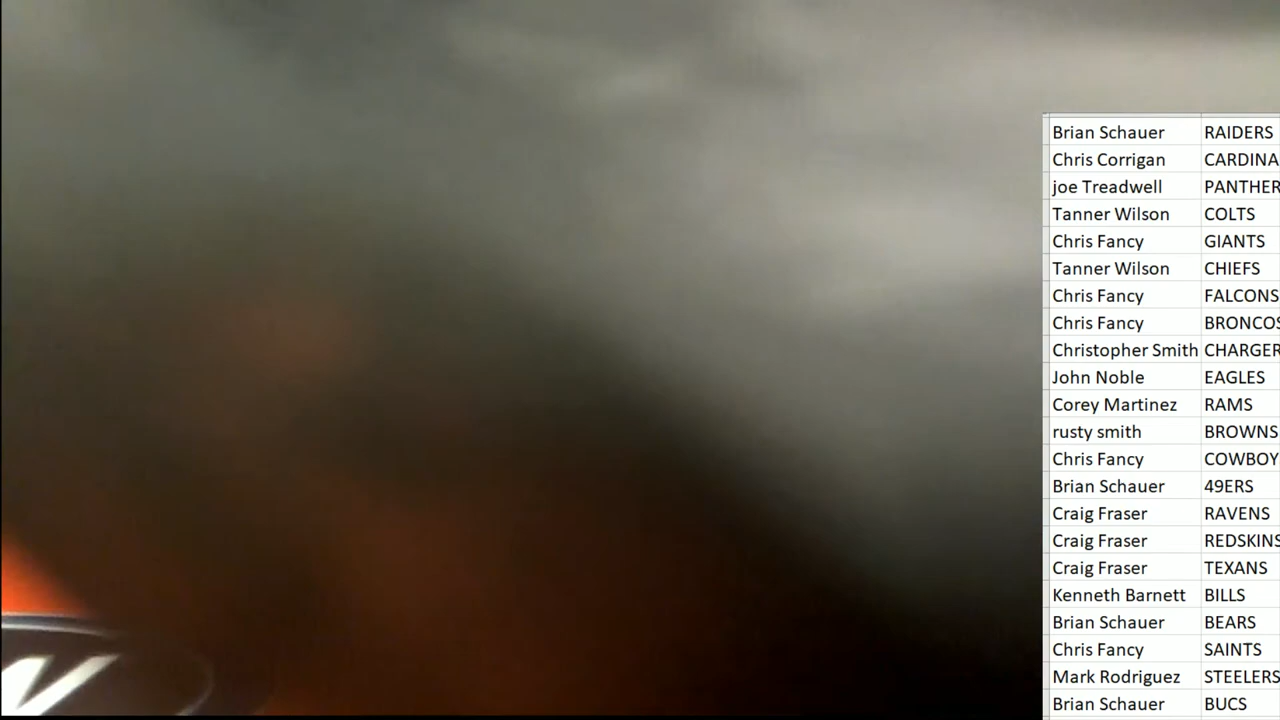 Brian Schauer RAIDERS
Chris Corrigan CARDINA
joe Treadwell PANTHER
Tanner Wilson COLTS
Chris Fancy GIANTS
Tanner Wilson CHIEFS
Chris Fancy FALCONS
Chris Fancy BRONCOS
Christopher Smith CHARGER
John Noble EAGLES
Corey Martinez RAMS
rusty smith BROWNS
Chris Fancy COWBOY
Brian Schauer 49ERS
Craig Fraser RAVENS
Craig Fraser REDSKINS
Craig Fraser TEXANS
Kenneth Barnett BILLS
Brian Schauer BEARS
Chris Fancy SAINTS
Mark Rodriguez STEELERS
Brian Schauer BUCS